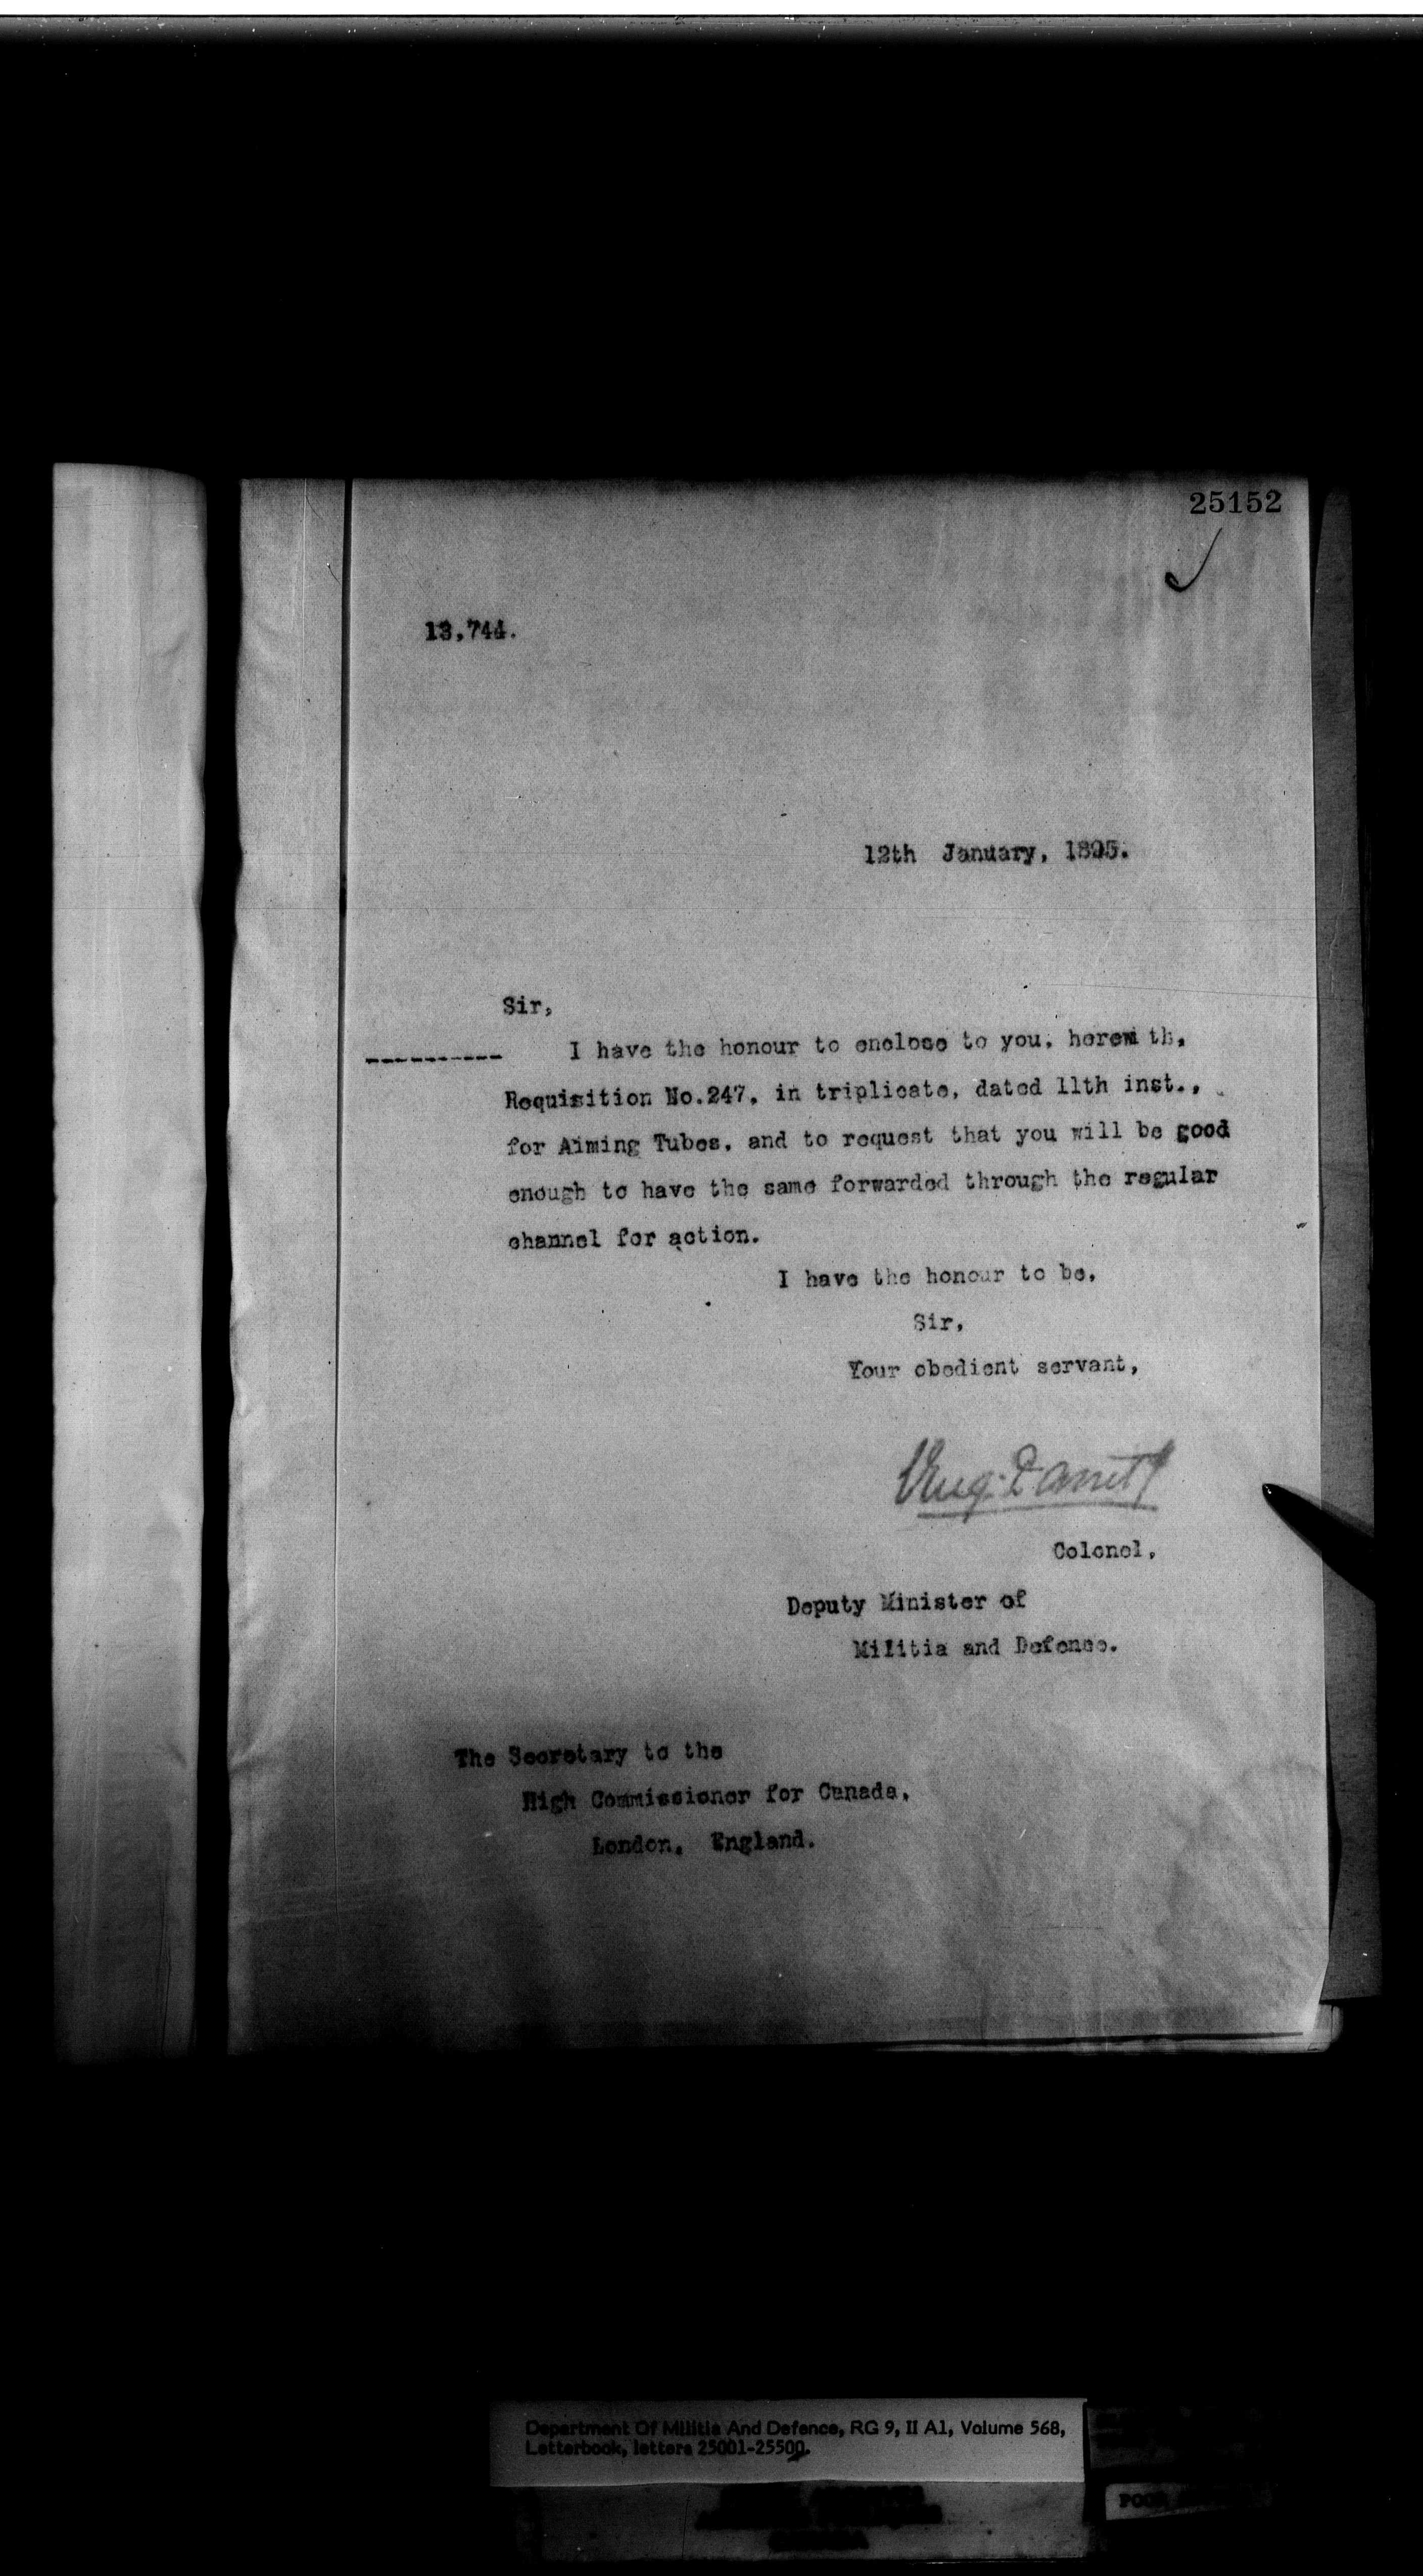 25152
13,744.
12th January, 1895.
Sir,
---------- I have the honour to enclose to you, herewith,
Requisition No.247, in triplicate, dated 11th inst.,
for Aiming Tubes, and to request that you will be good
enough to have the same forwarded through the regular
channel for action.
I have the honour to be,
Sir,
Your obedient servant,
Colonel,
Deputy Minister of
Militia and Defence.
The Secretary to the
High Commissioner for Canada,
London, England.
Department Of Militia And Defence, RG 9, II A1, Volume 568,
Letterbook, letters 25001-25500.